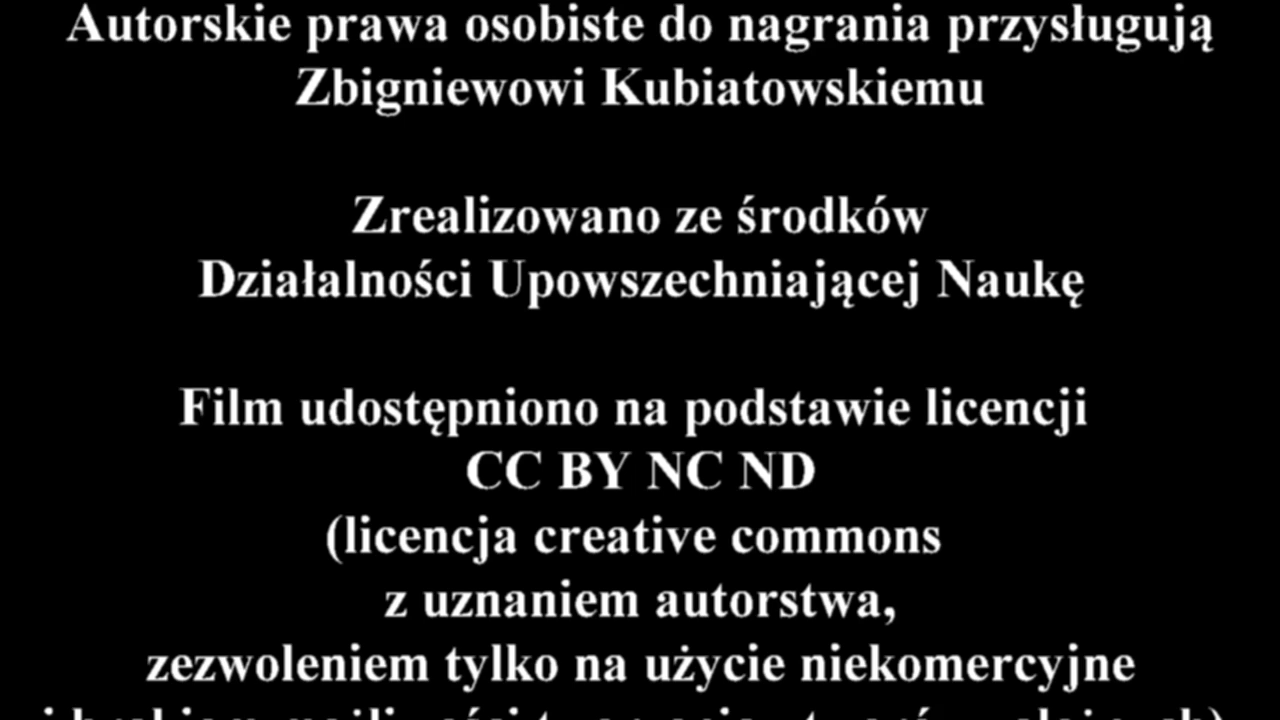 Autorskie prawa osobiste do nagrania przysługują
Zbigniewowi Kubiatowskiemu
Zrealizowano ze środków
Działalności Upowszechniającej Naukę
Film udostępniono na podstawie licencji
CC BY NC ND
(licencja creative commons
z uznaniem autorstwa,
zezwoleniem tylko na użycie niekomercyjne